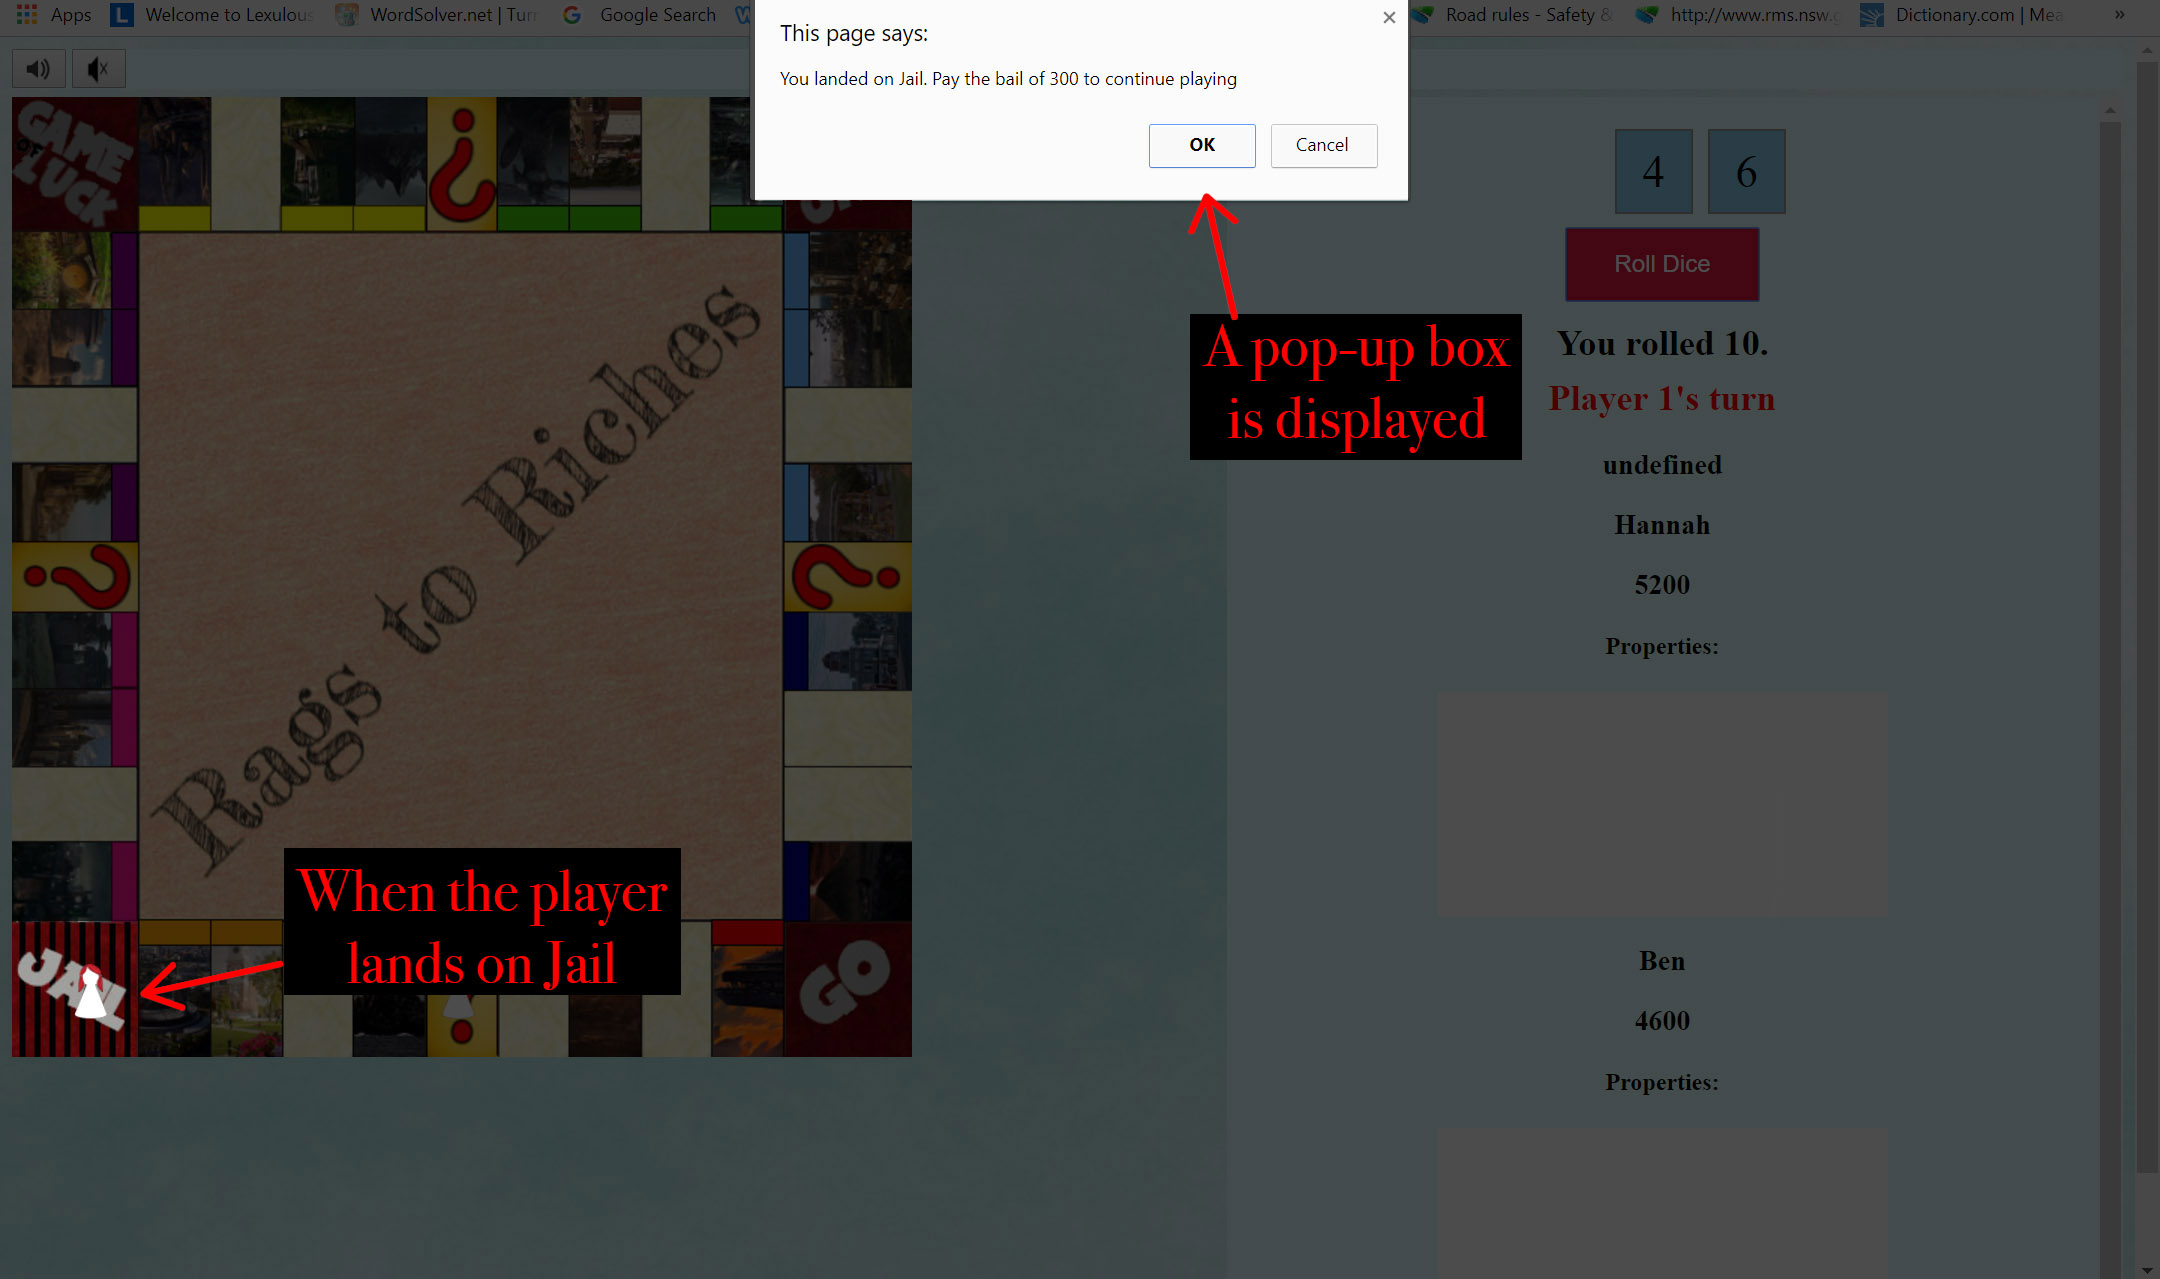 Apps
Welcome to Lexulous
WordSolver.net | Turn
Google Search
Road rules - Safety &
http://www.rms.nsw.g
Dictionary.com | Mea
»
This page says:
You landed on Jail. Pay the bail of 300 to continue playing
OK
Cancel
GAME
OF
LUCK
4
6
Roll Dice
You rolled 10.
Player 1's turn
undefined
Hannah
5200
Properties:
Ben
4600
Properties:
A pop-up box
is displayed
Rags to Riches
When the player
lands on Jail
JAIL
GO